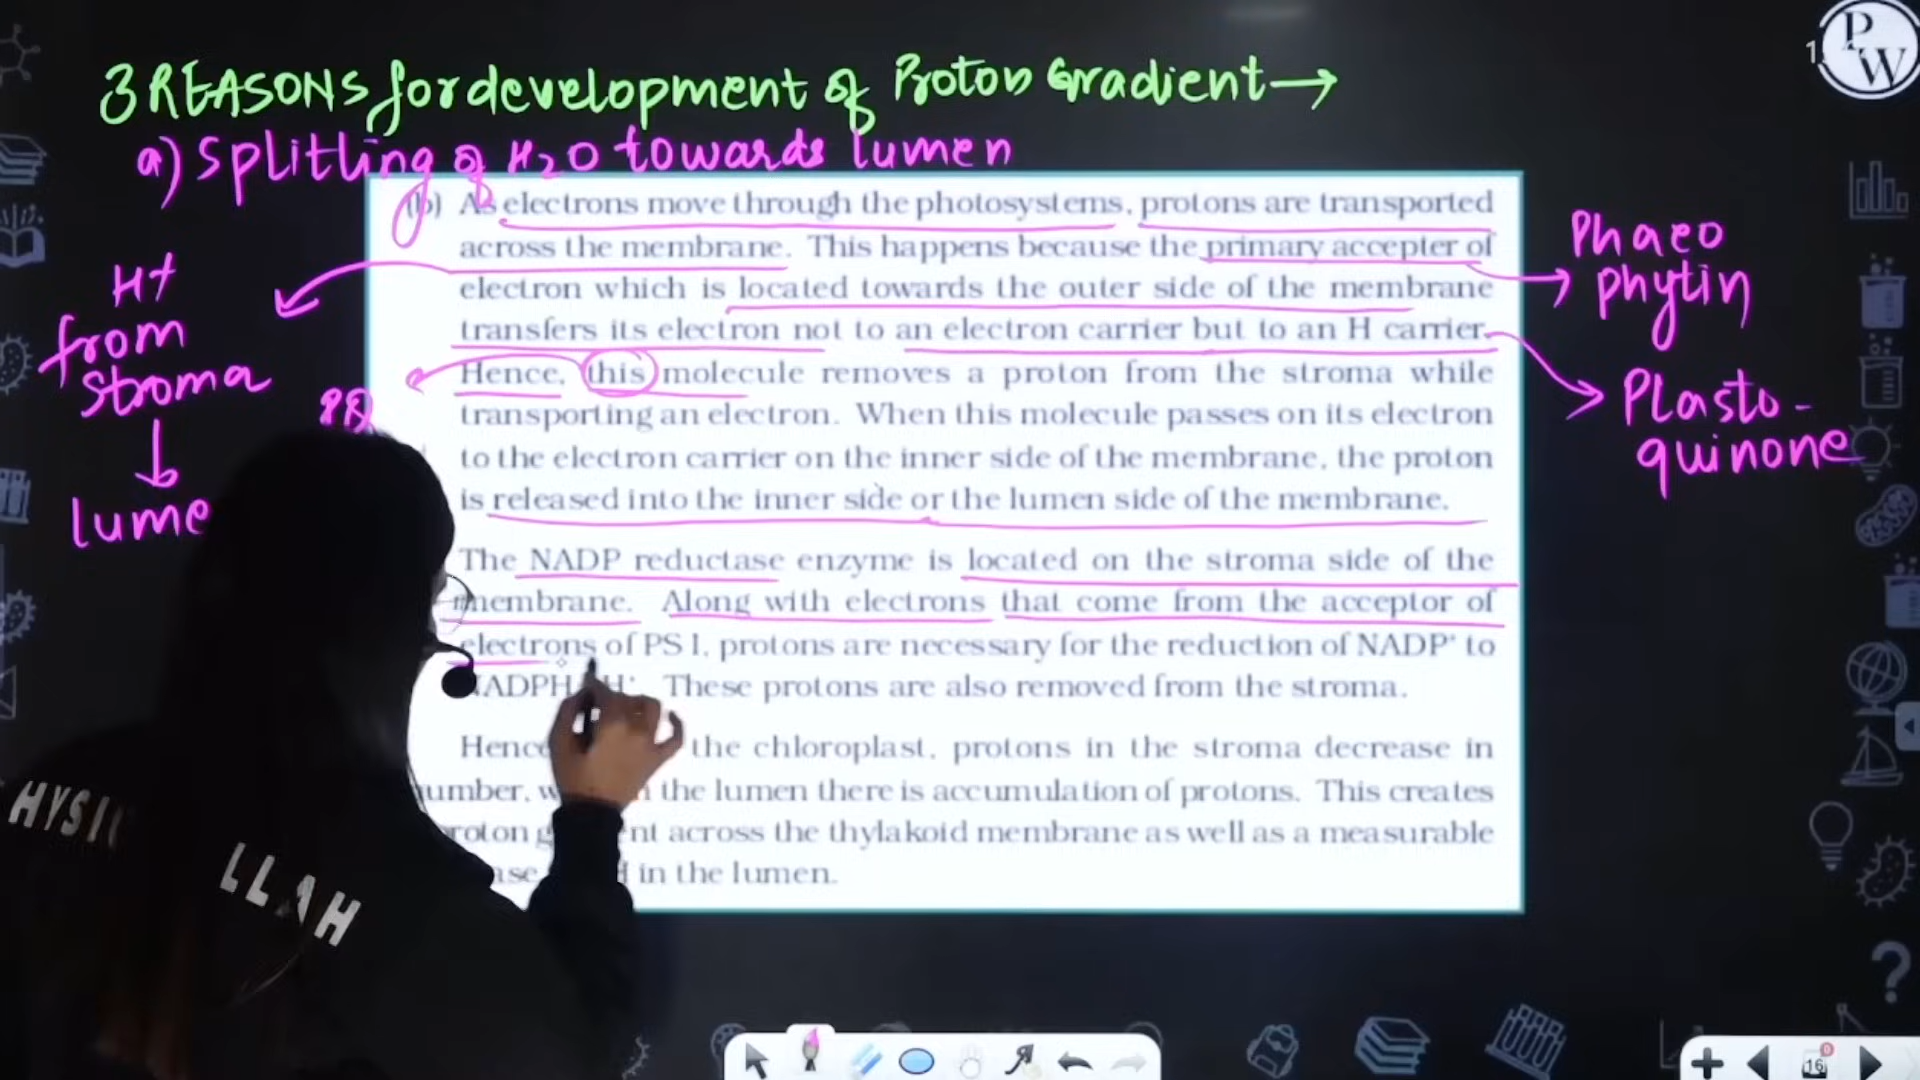 3 REASONS for development of Proton Gradient →
a) Splitting of H2O towards lumen
(b) As electrons move through the photosystems, protons are transported
across the membrane. This happens because the primary accepter of
electron which is located towards the outer side of the membrane
transfers its electron not to an electron carrier but to an H carrier.
Hence, this molecule removes a proton from the stroma while
transporting an electron. When this molecule passes on its electron
to the electron carrier on the inner side of the membrane, the proton
is released into the inner side or the lumen side of the membrane.
The NADP reductase enzyme is located on the stroma side of the
membrane. Along with electrons that come from the acceptor of
electrons of PS I, protons are necessary for the reduction of NADP+ to
NADPH H+. These protons are also removed from the stroma.
Hence the chloroplast, protons in the stroma decrease in
number, the lumen there is accumulation of protons. This creates
proton across the thylakoid membrane as well as a measurable
in the lumen.
H+
from
stroma
↓
lume
PQ
Phaeo
phytin
Plasto-
quinone
PW
HYSI
LLAH
16